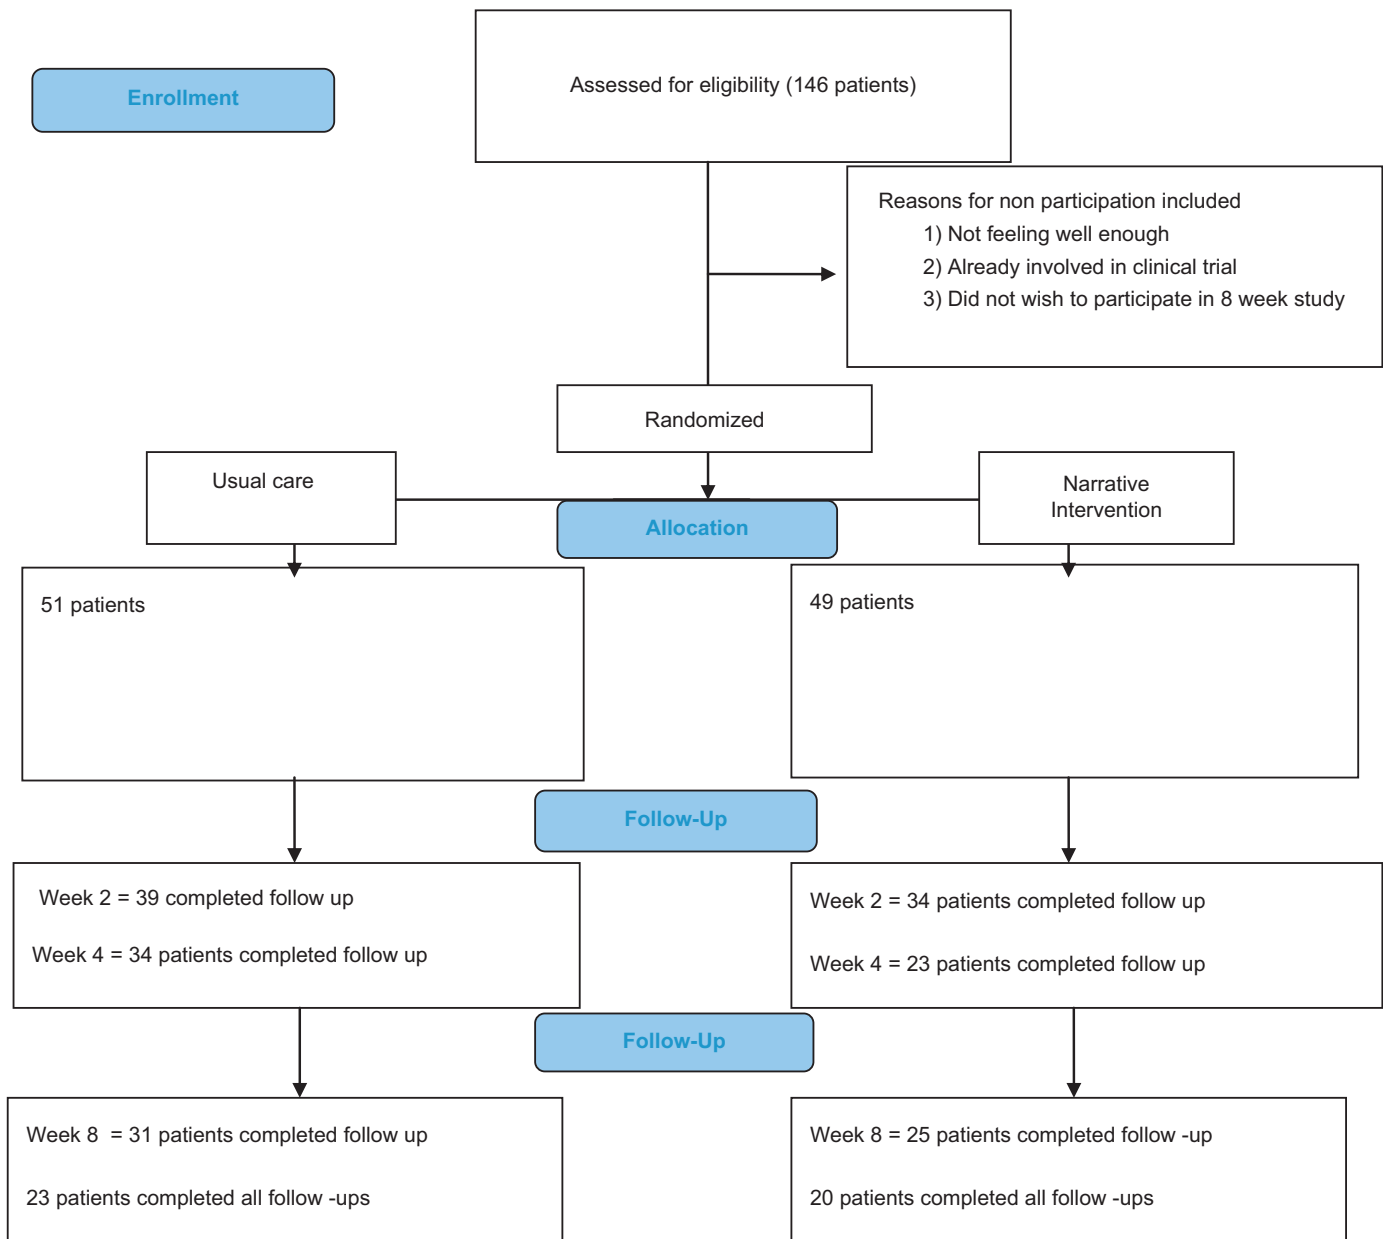 Enrollment
Assessed for eligibility (146 patients)
Reasons for non participation included
1) Not feeling well enough
2) Already involved in clinical trial
3) Did not wish to participate in 8 week study
Randomized
Usual care
Narrative
Intervention
Allocation
51 patients
49 patients
Follow-Up
Week 2 = 39 completed follow up
Week 4 = 34 patients completed follow up
Week 2 = 34 patients completed follow up
Week 4 = 23 patients completed follow up
Follow-Up
Week 8 = 31 patients completed follow up
23 patients completed all follow -ups
Week 8 = 25 patients completed follow -up
20 patients completed all follow -ups